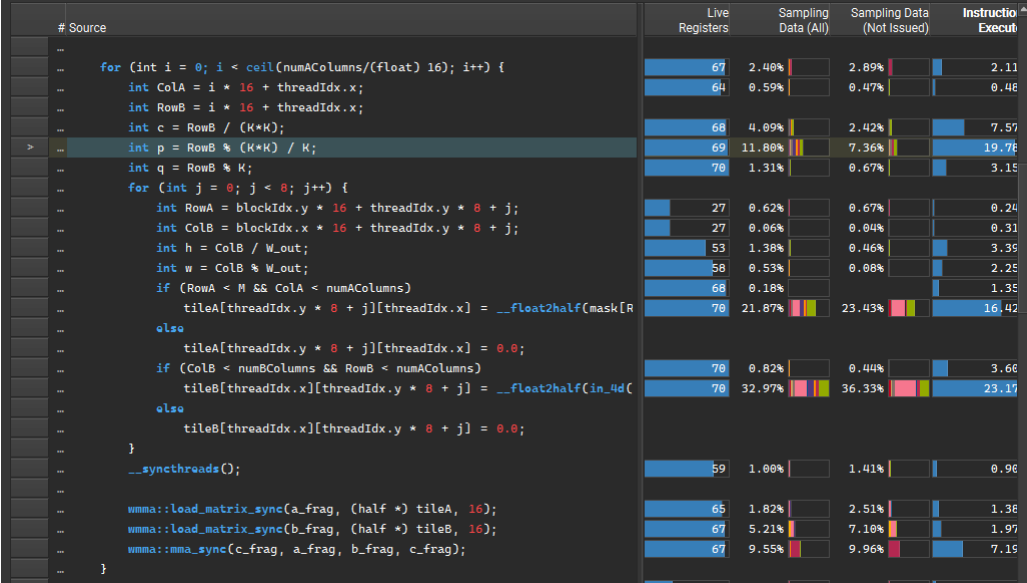 Live Sampling Sampling Data Instructio
# Source Registers Data (All) (Not Issued) Execut
...
... for (int i = 0; i < ceil(numAColumns/(float) 16); i++) { 67 2.40% 2.89% 2.11
... int ColA = i * 16 + threadIdx.x; 64 0.59% 0.47% 0.48
... int RowB = i * 16 + threadIdx.x;
... int c = RowB / (K*K); 68 4.09% 2.42% 7.57
> ... int p = RowB % (K*K) / K; 69 11.80% 7.36% 19.78
... int q = RowB % K; 70 1.31% 0.67% 3.15
... for (int j = 0; j < 8; j++) {
... int RowA = blockIdx.y * 16 + threadIdx.y * 8 + j; 27 0.62% 0.67% 0.24
... int ColB = blockIdx.x * 16 + threadIdx.y * 8 + j; 27 0.06% 0.04% 0.31
... int h = ColB / W_out; 53 1.38% 0.46% 3.39
... int w = ColB % W_out; 58 0.53% 0.08% 2.25
... if (RowA < M && ColA < numAColumns) 68 0.18% 1.35
... tileA[threadIdx.y * 8 + j][threadIdx.x] = __float2half(mask[R 70 21.87% 23.43% 16.42
... else
... tileA[threadIdx.y * 8 + j][threadIdx.x] = 0.0;
... if (ColB < numBColumns && RowB < numAColumns) 70 0.82% 0.44% 3.60
... tileB[threadIdx.x][threadIdx.y * 8 + j] = __float2half(in_4d( 70 32.97% 36.33% 23.17
... else
... tileB[threadIdx.x][threadIdx.y * 8 + j] = 0.0;
... }
... __syncthreads(); 59 1.00% 1.41% 0.90
...
... wmma::load_matrix_sync(a_frag, (half *) tileA, 16); 65 1.82% 2.51% 1.38
... wmma::load_matrix_sync(b_frag, (half *) tileB, 16); 67 5.21% 7.10% 1.97
... wmma::mma_sync(c_frag, a_frag, b_frag, c_frag); 67 9.55% 9.96% 7.19
... }